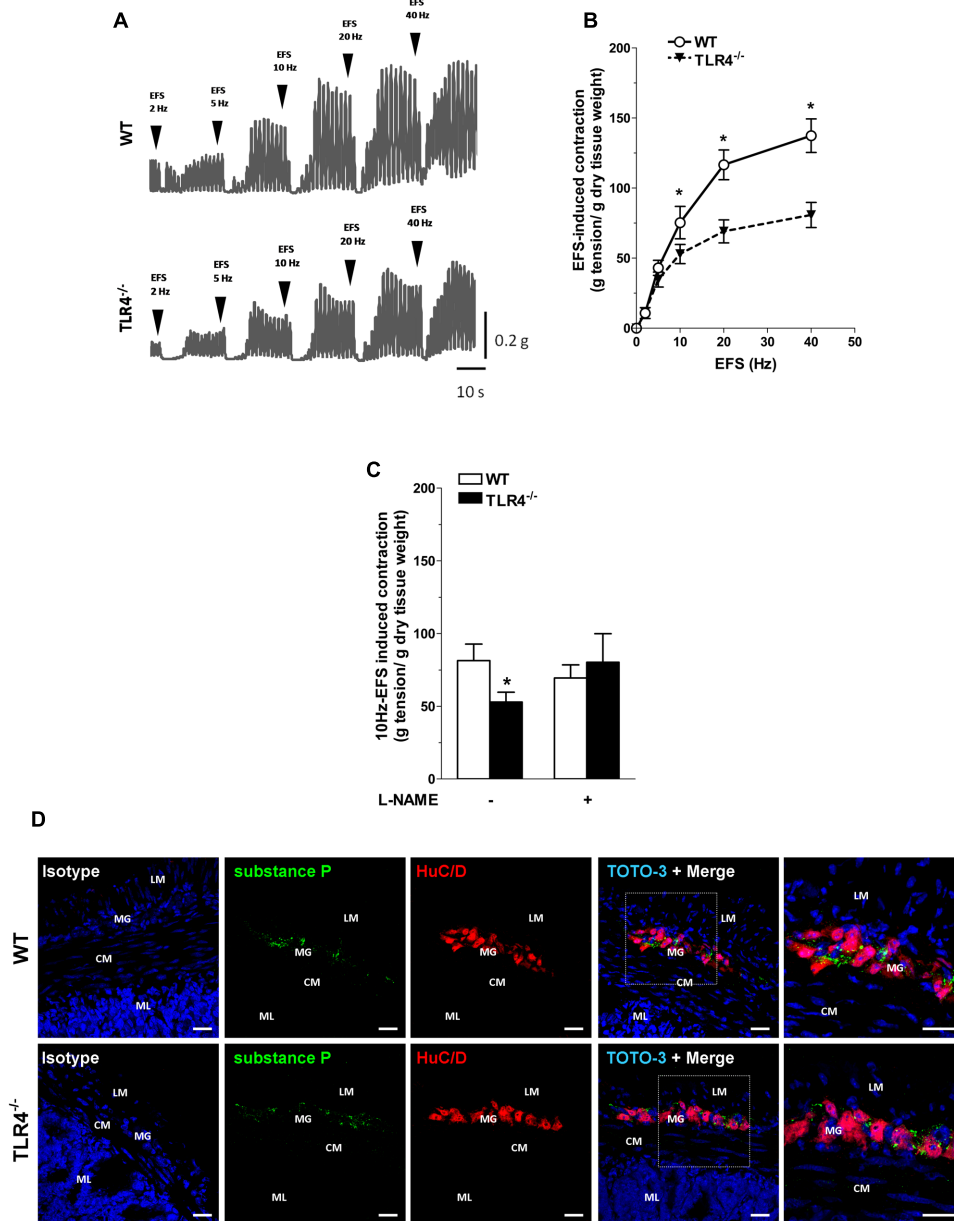 A
EFS
2 Hz
EFS
5 Hz
EFS
10 Hz
EFS
20 Hz
EFS
40 Hz
WT
EFS
2 Hz
EFS
5 Hz
EFS
10 Hz
EFS
20 Hz
EFS
40 Hz
TLR4-/-
0.2 g
10 s
B
WT
TLR4-/-
EFS-induced contraction
(g tension/ g dry tissue weight)
200
150
100
50
0
* * *
0 10 20 30 40 50
EFS (Hz)
C
WT
TLR4-/-
10Hz-EFS induced contraction
(g tension/ g dry tissue weight)
200
150
100
50
0
*
L-NAME - +
D
WT
Isotype
LM
MG
CM
ML
substance P
LM
MG
CM
ML
HuC/D
LM
MG
CM
ML
TOTO-3 + Merge
LM
MG
CM
ML
LM
MG
CM
TLR4-/-
Isotype
LM
CM
MG
ML
substance P
LM
MG
CM
ML
HuC/D
LM
MG
CM
ML
TOTO-3 + Merge
LM
MG
CM
ML
LM
MG
CM